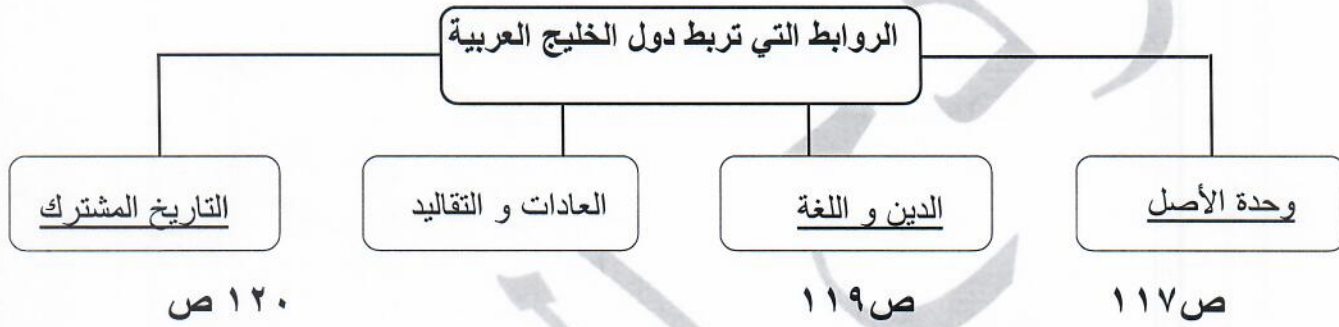 الروابط التي تربط دول الخليج العربية
وحدة الأصل
الدين و اللغة
العادات و التقاليد
التاريخ المشترك
ص١١٧
ص١١٩
١٢٠ ص